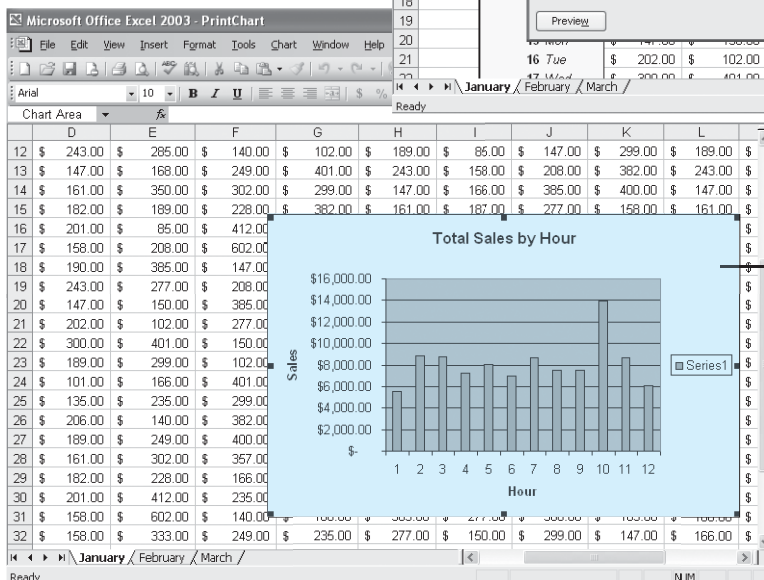 18
19
20
21
22
Preview
15 Mon $ 147.00 $ 150.00
16 Tue $ 202.00 $ 102.00
17 Wed $ 300.00 $ 401.00
January February March
Ready
Microsoft Office Excel 2003 - PrintChart
File Edit View Insert Format Tools Chart Window Help
Arial 10 B I U $ %
Chart Area fx
D E F G H I J K L
12 $ 243.00 $ 285.00 $ 140.00 $ 102.00 $ 189.00 $ 85.00 $ 147.00 $ 299.00 $ 189.00 $
13 $ 147.00 $ 168.00 $ 249.00 $ 401.00 $ 243.00 $ 158.00 $ 208.00 $ 382.00 $ 243.00 $
14 $ 161.00 $ 350.00 $ 302.00 $ 299.00 $ 147.00 $ 166.00 $ 385.00 $ 400.00 $ 147.00 $
15 $ 182.00 $ 189.00 $ 228.00 $ 382.00 $ 161.00 $ 187.00 $ 277.00 $ 158.00 $ 161.00 $
16 $ 201.00 $ 85.00 $ 412.00 $
17 $ 158.00 $ 208.00 $ 602.00 $
18 $ 190.00 $ 385.00 $ 147.00 $
19 $ 243.00 $ 277.00 $ 208.00 $
20 $ 147.00 $ 150.00 $ 385.00 $
21 $ 202.00 $ 102.00 $ 277.00 $
22 $ 300.00 $ 401.00 $ 150.00 $
23 $ 189.00 $ 299.00 $ 102.00 $
24 $ 101.00 $ 166.00 $ 401.00 $
25 $ 135.00 $ 235.00 $ 299.00 $
26 $ 206.00 $ 140.00 $ 382.00 $
27 $ 189.00 $ 249.00 $ 400.00 $
28 $ 161.00 $ 302.00 $ 357.00 $
29 $ 182.00 $ 228.00 $ 166.00 $
30 $ 201.00 $ 412.00 $ 235.00 $
31 $ 158.00 $ 602.00 $ 140.00 $
32 $ 158.00 $ 333.00 $ 249.00 $ 235.00 $ 277.00 $ 150.00 $ 299.00 $ 147.00 $ 166.00 $
Total Sales by Hour
$16,000.00
$14,000.00
$12,000.00
$10,000.00
$8,000.00
$6,000.00
$4,000.00
$2,000.00
$-
Sales
1 2 3 4 5 6 7 8 9 10 11 12
Hour
Series1
January February March
Ready NUM